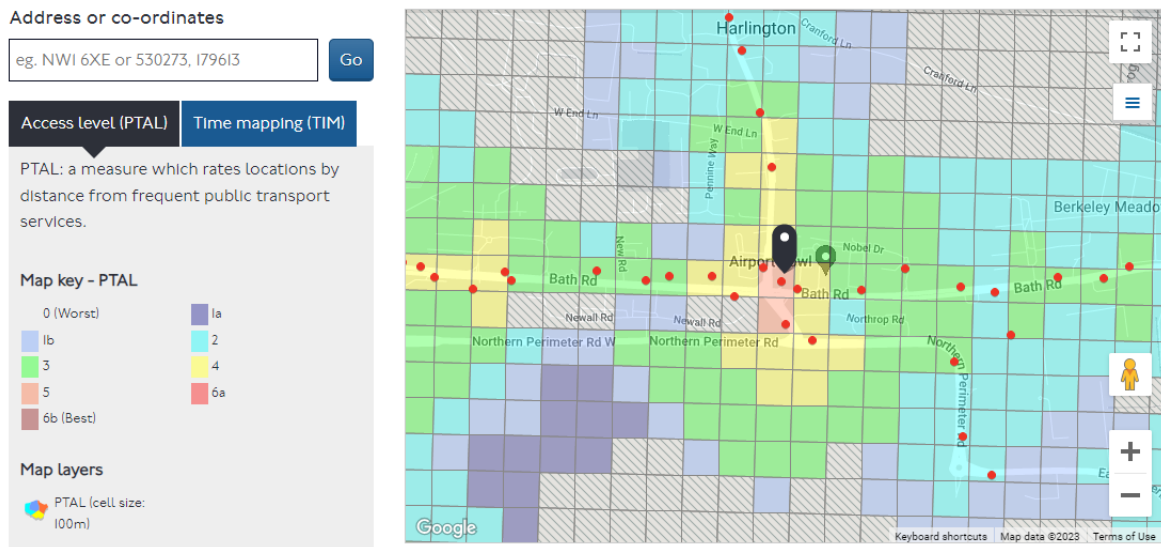 Address or co-ordinates
eg. NW1 6XE or 530273, 179613
Go
Access level (PTAL)
Time mapping (TIM)
PTAL: a measure which rates locations by
distance from frequent public transport
services.
Map key - PTAL
0 (Worst)
1a
1b
2
3
4
5
6a
6b (Best)
Map layers
PTAL (cell size:
100m)
Harlington
Cranford Ln
Cranford Ln
W End Ln
W End Ln
Pennine Way
Berkeley Meado
New Rd
Nobel Dr
Bath Rd
Bath Rd
Bath Rd
Newall Rd
Newall Rd
Northrop Rd
Northern Perimeter Rd W
Northern Perimeter Rd
Northern Perimeter Rd
Google
Keyboard shortcuts
Map data ©2023
Terms of Use